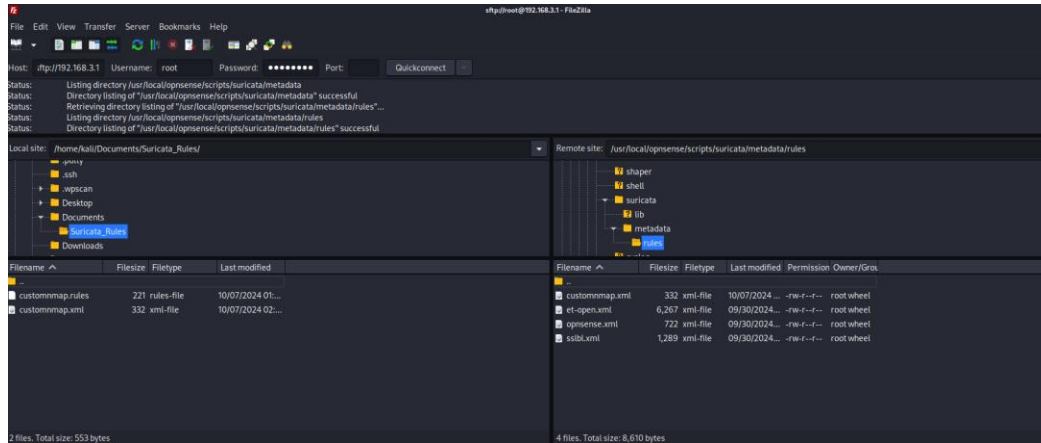 sftp://root@192.168.3.1 - FileZilla
File Edit View Transfer Server Bookmarks Help
Host: iftp://192.168.3.1 Username: root Password: ●●●●●●●● Port: Quickconnect
Status: Listing directory /usr/local/opnsense/scripts/suricata/metadata
Status: Directory listing of "/usr/local/opnsense/scripts/suricata/metadata" successful
Status: Retrieving directory listing of "/usr/local/opnsense/scripts/suricata/metadata/rules"...
Status: Listing directory /usr/local/opnsense/scripts/suricata/metadata/rules
Status: Directory listing of "/usr/local/opnsense/scripts/suricata/metadata/rules" successful
Local site: /home/kali/Documents/Suricata_Rules/
.putty
.ssh
.wpscan
Desktop
Documents
Suricata_Rules
Downloads
Filename Filesize Filetype Last modified
..
customnmap.rules 221 rules-file 10/07/2024 01:...
customnmap.xml 332 xml-file 10/07/2024 02:...
2 files. Total size: 553 bytes
Remote site: /usr/local/opnsense/scripts/suricata/metadata/rules
shaper
shell
suricata
lib
metadata
rules
Filename Filesize Filetype Last modified Permission Owner/Grou
..
customnmap.xml 332 xml-file 10/07/2024 ... -rw-r--r-- root wheel
et-open.xml 6,267 xml-file 09/30/2024... -rw-r--r-- root wheel
opnsense.xml 722 xml-file 09/30/2024... -rw-r--r-- root wheel
sslbl.xml 1,289 xml-file 09/30/2024... -rw-r--r-- root wheel
4 files. Total size: 8,610 bytes